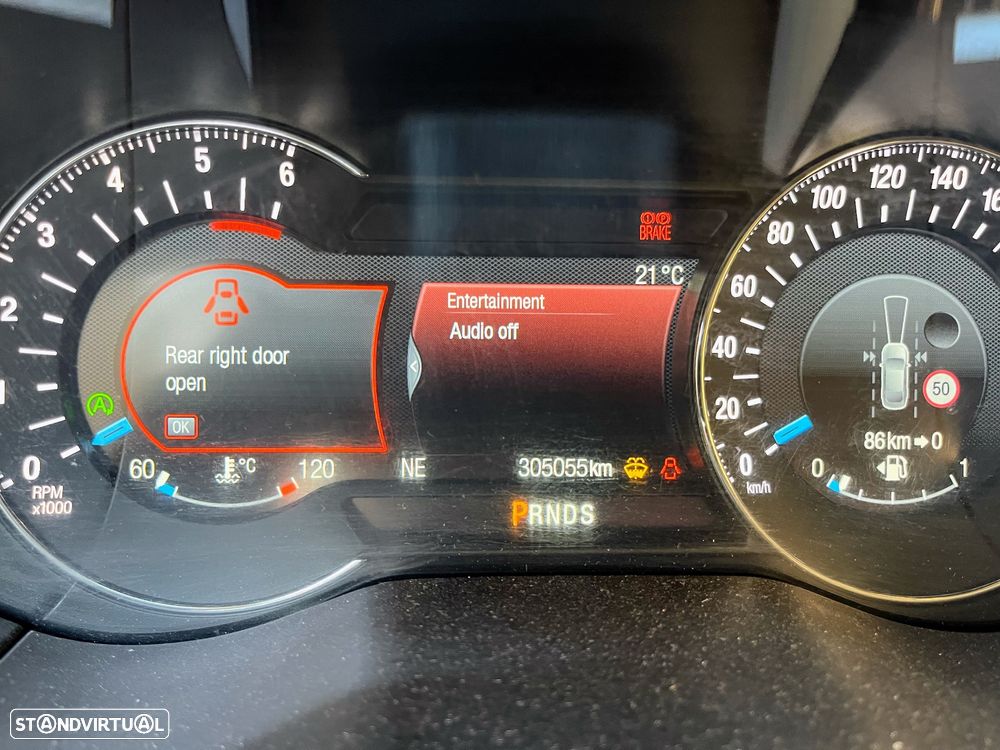 0
1
2
3
4
5
6
RPM
x1000
BRAKE
21°C
Rear right door
open
OK
Entertainment
Audio off
60
°C
120
NE
305055km
PRNDS
0
20
40
60
80
100
120
140
km/h
50
86km➔0
0
1
STANDVIRTUAL